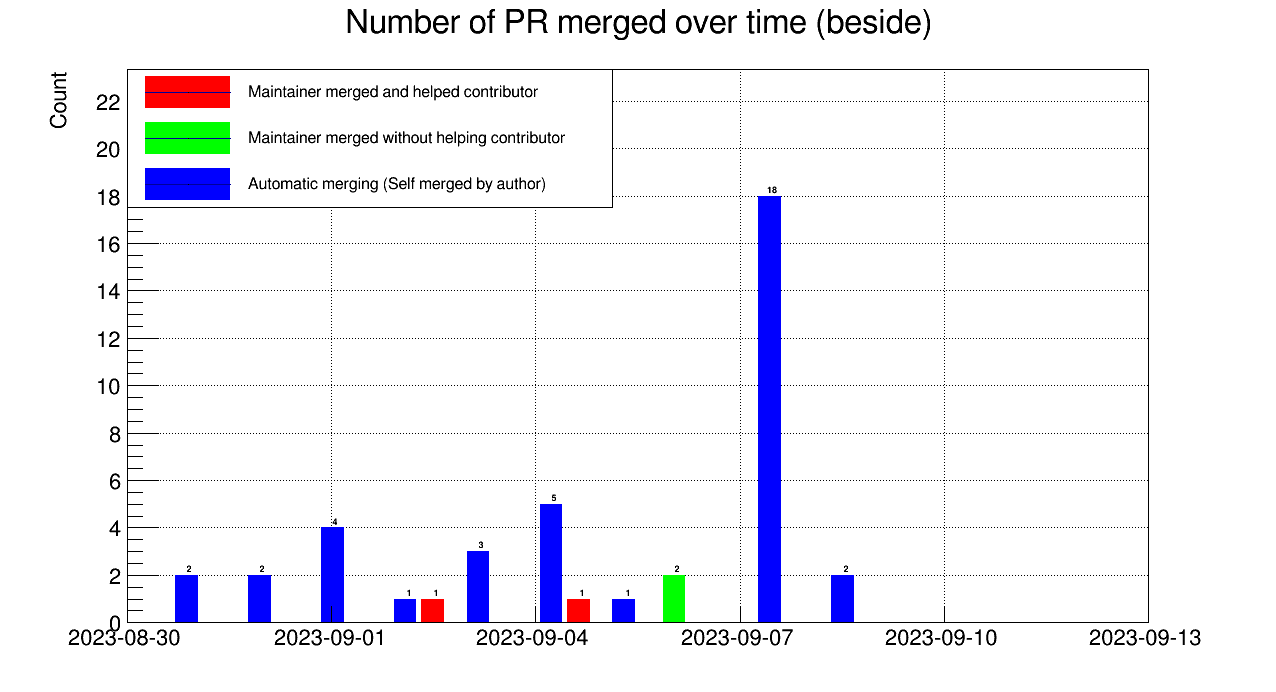 Number of PR merged over time (beside)
Count
Maintainer merged and helped contributor
Maintainer merged without helping contributor
Automatic merging (Self merged by author)
22
20
18
16
14
12
10
8
6
4
2
0
2 2 4 1 1 3 5 1 1 2 18 2
2023-08-30 2023-09-01 2023-09-04 2023-09-07 2023-09-10 2023-09-13